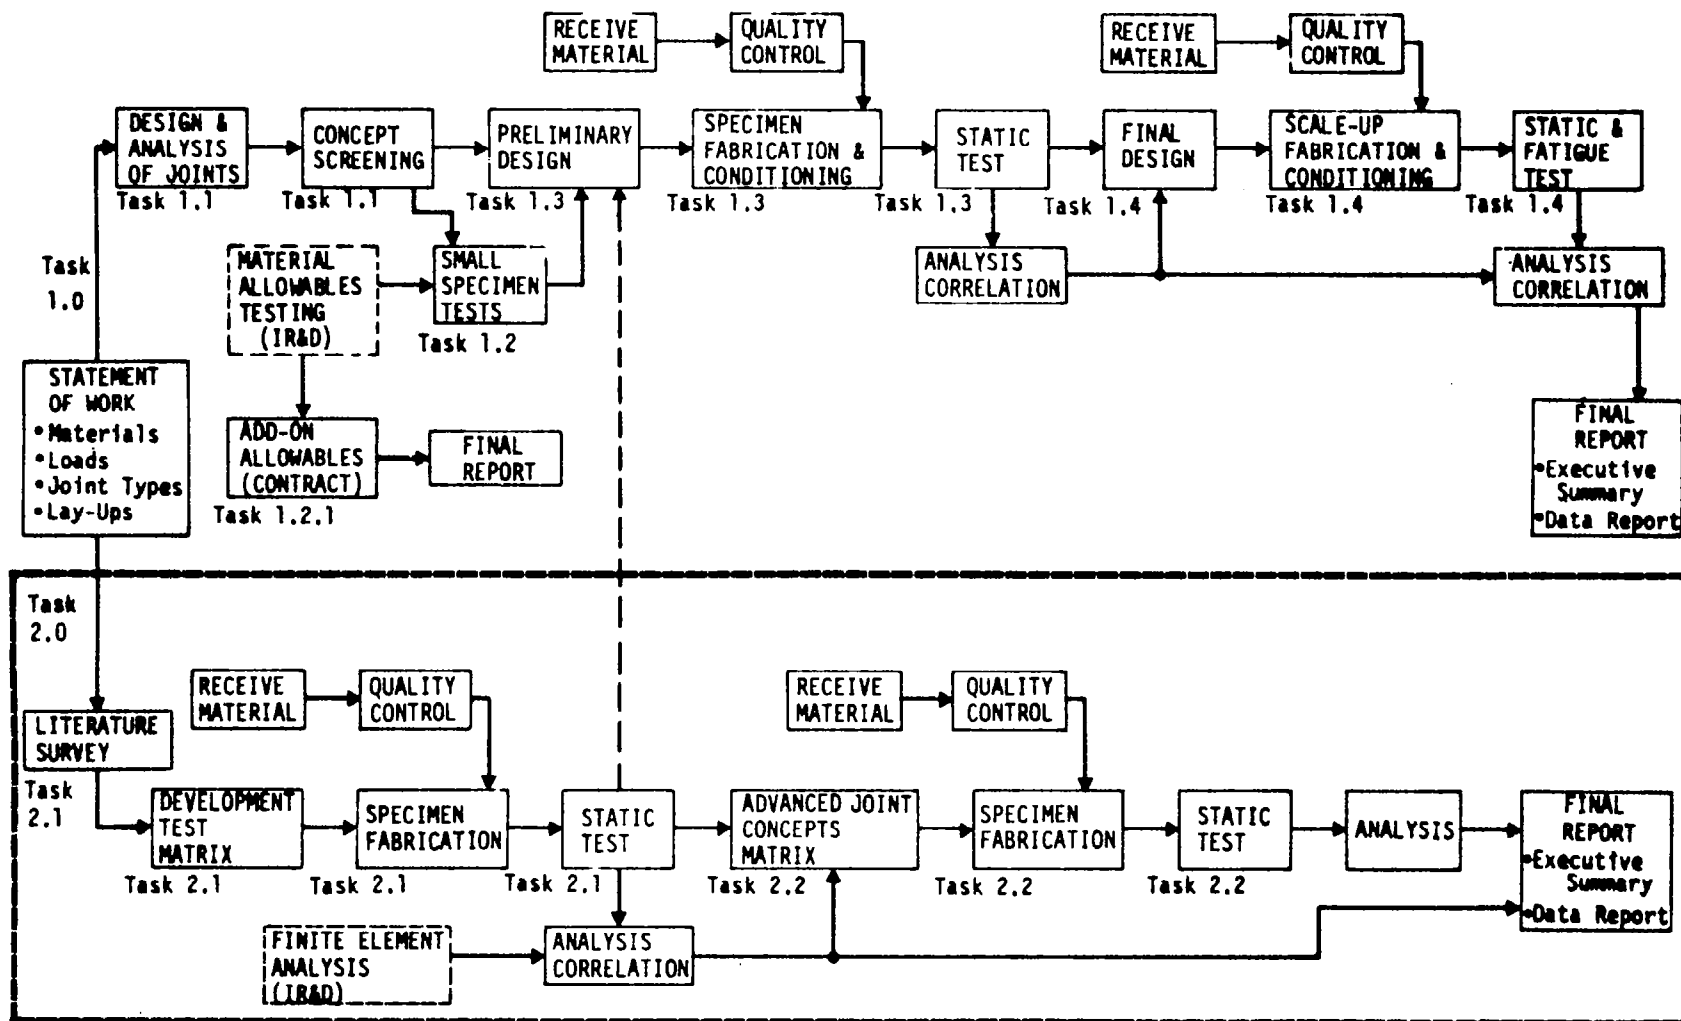 RECEIVE
MATERIAL
QUALITY
CONTROL
RECEIVE
MATERIAL
QUALITY
CONTROL
DESIGN &
ANALYSIS
OF JOINTS
Task 1.1
CONCEPT
SCREENING
Task 1.1
PRELIMINARY
DESIGN
Task 1.3
SPECIMEN
FABRICATION &
CONDITIONING
Task 1.3
STATIC
TEST
Task 1.3
FINAL
DESIGN
Task 1.4
SCALE-UP
FABRICATION &
CONDITIONING
Task 1.4
STATIC &
FATIGUE
TEST
Task 1.4
Task
1.0
MATERIAL
ALLOWABLES
TESTING
(IR&D)
SMALL
SPECIMEN
TESTS
Task 1.2
ANALYSIS
CORRELATION
ANALYSIS
CORRELATION
STATEMENT
OF WORK
•Materials
•Loads
•Joint Types
•Lay-Ups
ADD-ON
ALLOWABLES
(CONTRACT)
Task 1.2.1
FINAL
REPORT
FINAL
REPORT
•Executive
Summary
•Data Report
Task
2.0
RECEIVE
MATERIAL
QUALITY
CONTROL
RECEIVE
MATERIAL
QUALITY
CONTROL
LITERATURE
SURVEY
Task
2.1
DEVELOPMENT
TEST
MATRIX
Task 2.1
SPECIMEN
FABRICATION
Task 2.1
STATIC
TEST
Task 2.1
ADVANCED JOINT
CONCEPTS
MATRIX
Task 2.2
SPECIMEN
FABRICATION
Task 2.2
STATIC
TEST
Task 2.2
ANALYSIS
FINAL
REPORT
•Executive
Summary
•Data Report
FINITE ELEMENT
ANALYSIS
(IR&D)
ANALYSIS
CORRELATION